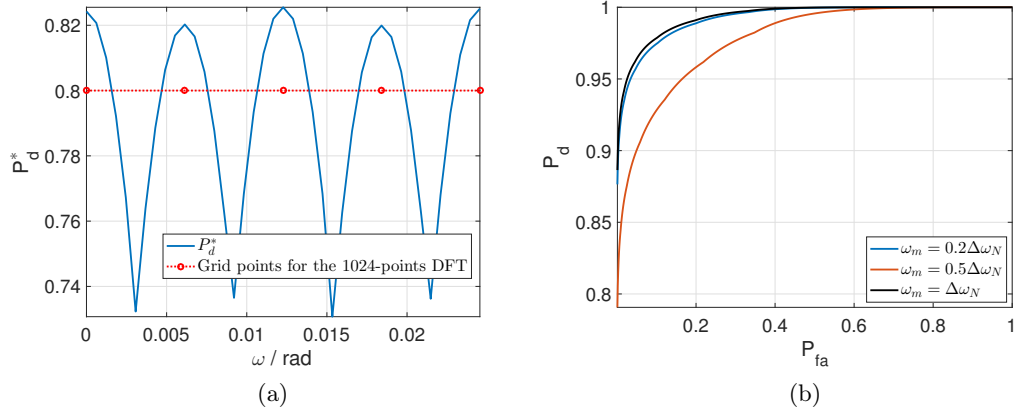 0.82
0.8
0.78
0.76
0.74
P*d
P*d
Grid points for the 1024-points DFT
0 0.005 0.01 0.015 0.02
ω / rad
(a)
1
0.95
0.9
0.85
0.8
Pd
ωm = 0.2ΔωN
ωm = 0.5ΔωN
ωm = ΔωN
0.2 0.4 0.6 0.8 1
Pfa
(b)